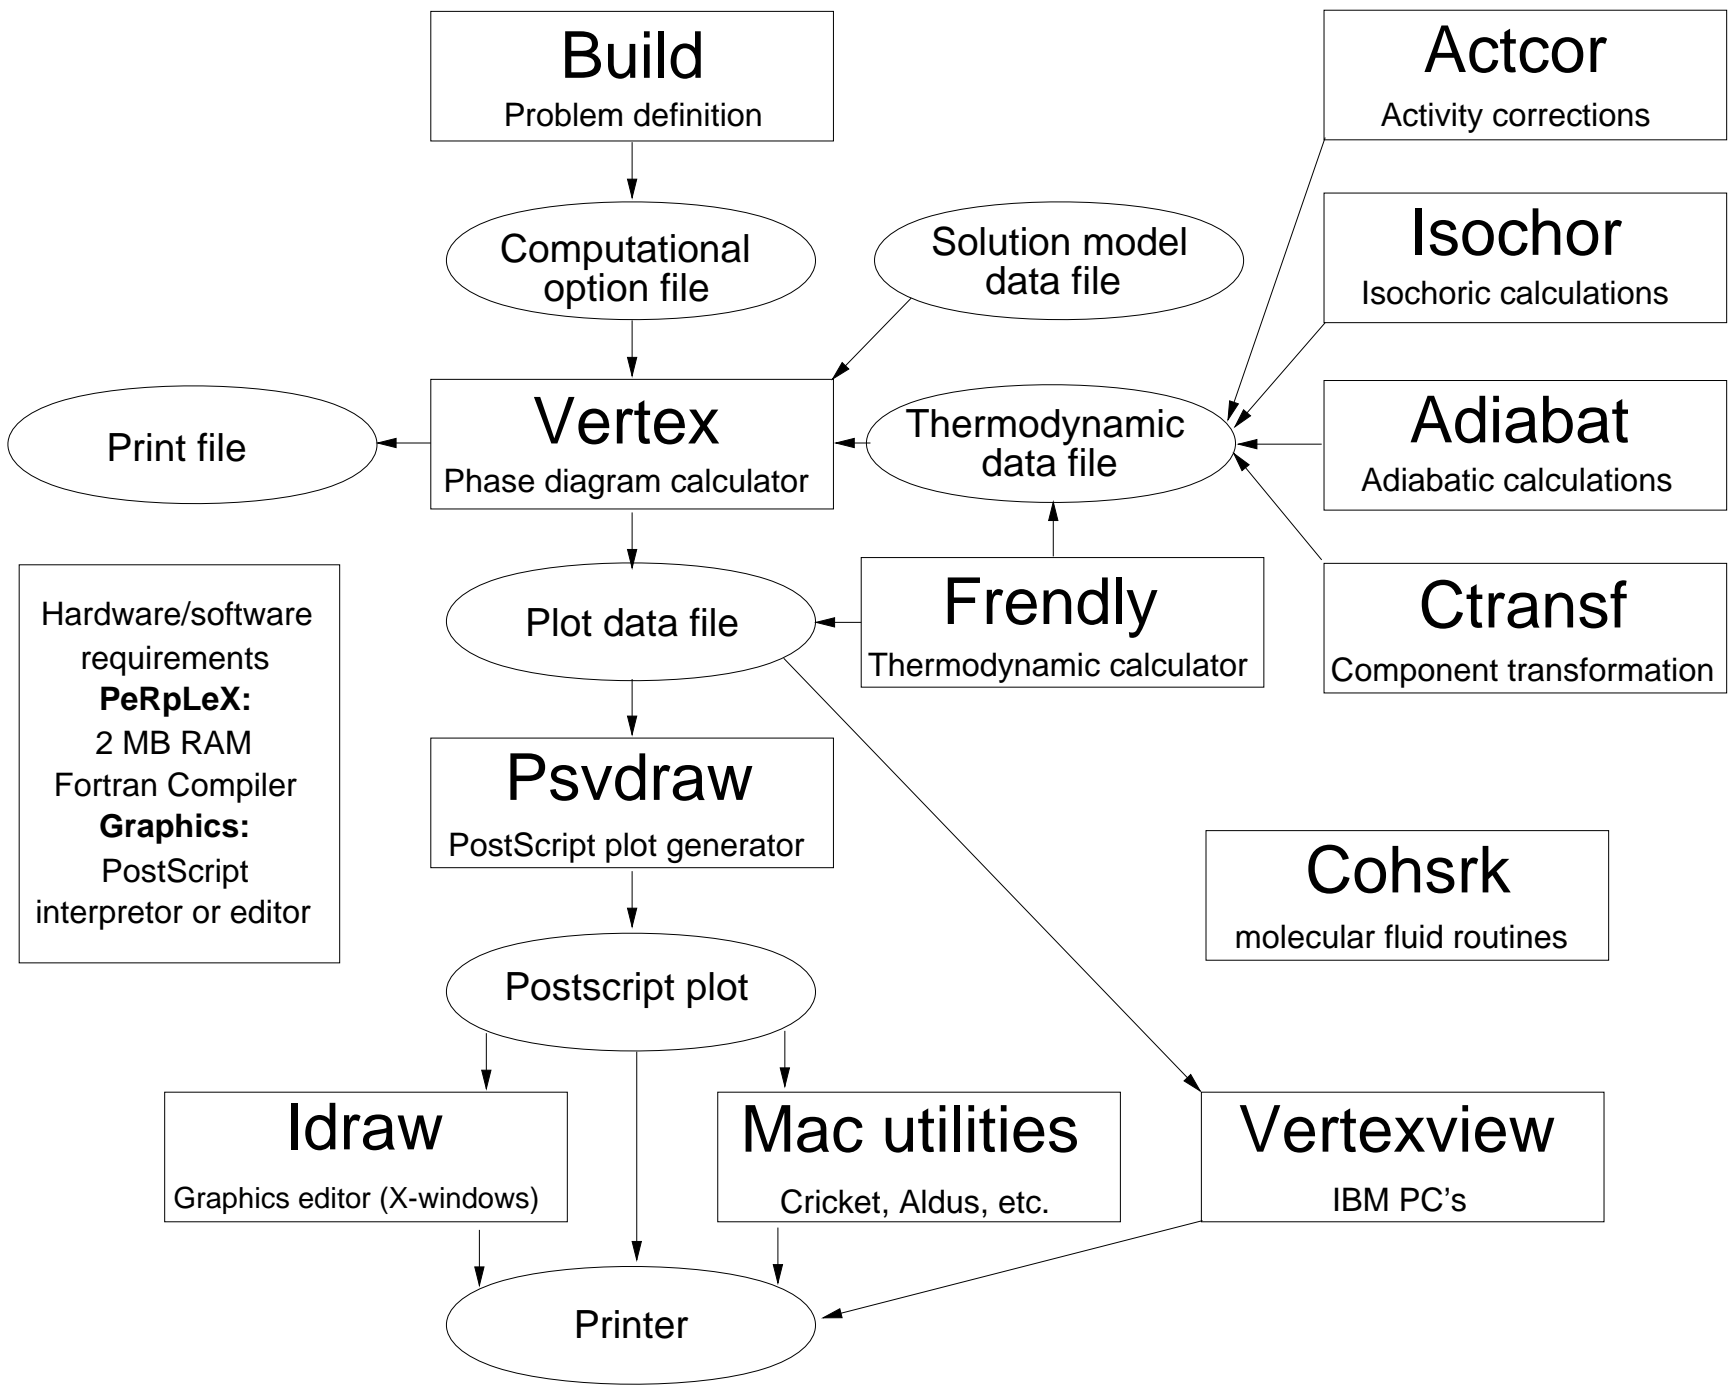 Build
Problem definition
Actcor
Activity corrections
Computational
option file
Solution model
data file
Isochor
Isochoric calculations
Print file
Vertex
Phase diagram calculator
Thermodynamic
data file
Adiabat
Adiabatic calculations
Hardware/software
requirements
PeRpLeX:
2 MB RAM
Fortran Compiler
Graphics:
PostScript
interpretor or editor
Plot data file
Frendly
Thermodynamic calculator
Ctransf
Component transformation
Psvdraw
PostScript plot generator
Cohsrk
molecular fluid routines
Postscript plot
Idraw
Graphics editor (X-windows)
Mac utilities
Cricket, Aldus, etc.
Vertexview
IBM PC's
Printer